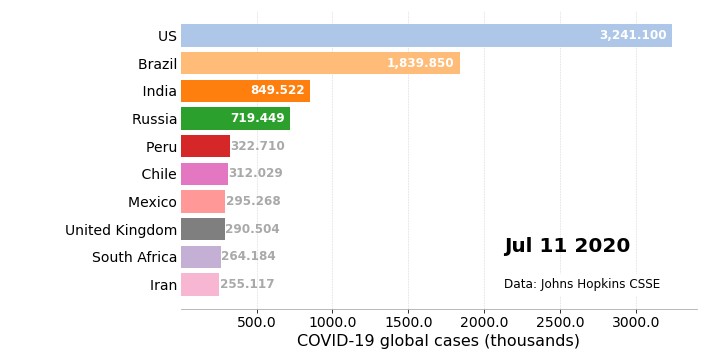 US 3,241.100
Brazil 1,839.850
India 849.522
Russia 719.449
Peru 322.710
Chile 312.029
Mexico 295.268
United Kingdom 290.504
South Africa 264.184
Iran 255.117
Jul 11 2020
Data: Johns Hopkins CSSE
500.0 1000.0 1500.0 2000.0 2500.0 3000.0
COVID-19 global cases (thousands)